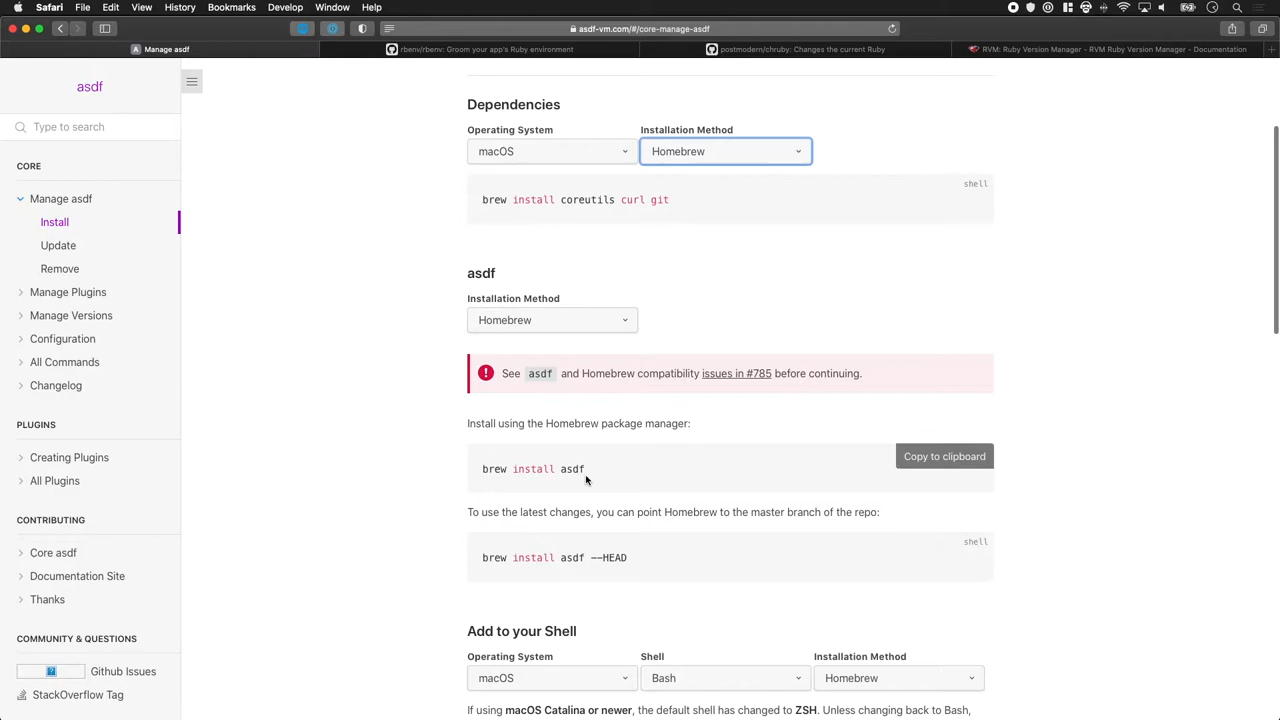 Safari File Edit View History Bookmarks Develop Window Help
asdf-vm.com/#/core-manage-asdf
Manage asdf
rbenv/rbenv: Groom your app's Ruby environment
postmodern/chruby: Changes the current Ruby
RVM: Ruby Version Manager - RVM Ruby Version Manager - Documentation
asdf
Type to search
CORE
Manage asdf
Install
Update
Remove
Manage Plugins
Manage Versions
Configuration
All Commands
Changelog
PLUGINS
Creating Plugins
All Plugins
CONTRIBUTING
Core asdf
Documentation Site
Thanks
COMMUNITY & QUESTIONS
? Github Issues
StackOverflow Tag
Dependencies
Operating System Installation Method
macOS Homebrew
shell
brew install coreutils curl git
asdf
Installation Method
Homebrew
! See asdf and Homebrew compatibility issues in #785 before continuing.
Install using the Homebrew package manager:
Copy to clipboard
brew install asdf
To use the latest changes, you can point Homebrew to the master branch of the repo:
shell
brew install asdf --HEAD
Add to your Shell
Operating System Shell Installation Method
macOS Bash Homebrew
If using macOS Catalina or newer, the default shell has changed to ZSH. Unless changing back to Bash,